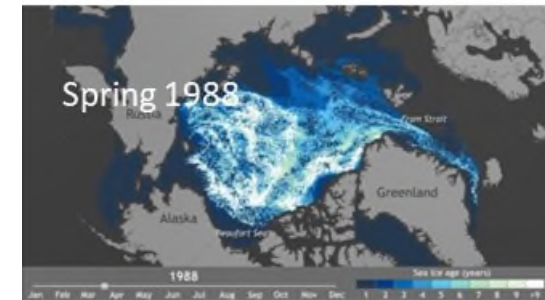 Spring 1988
Russia
Fram Strait
Greenland
Alaska
Beaufort Sea
1988
Sea ice age (years)
Jan Feb Mar Apr May Jun Jul Aug Sep Oct Nov Dec
1 2 3 4 5 6 7 8 9 +9